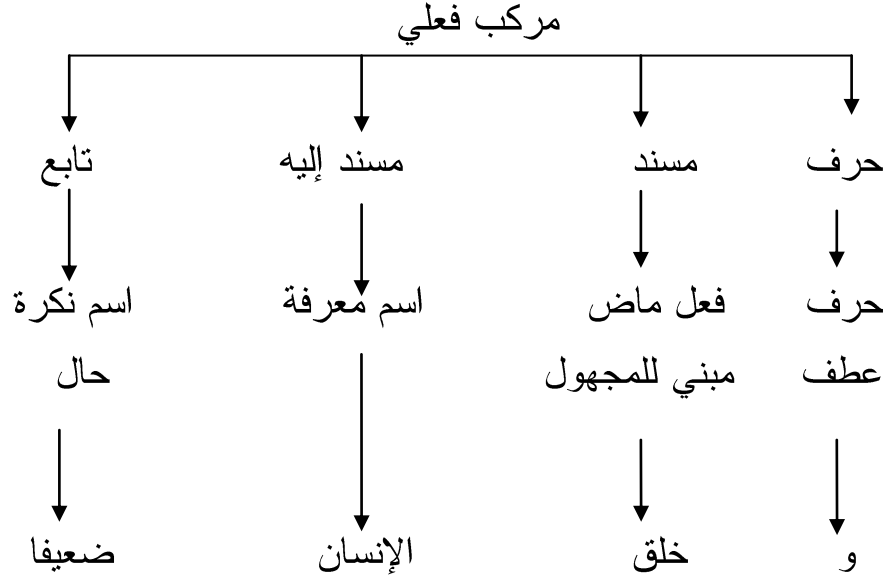 مركب فعلي
حرف مسند مسند إليه تابع
حرف فعل ماض اسم معرفة اسم نكرة
عطف مبني للمجهول حال
و خلق الإنسان ضعيفا